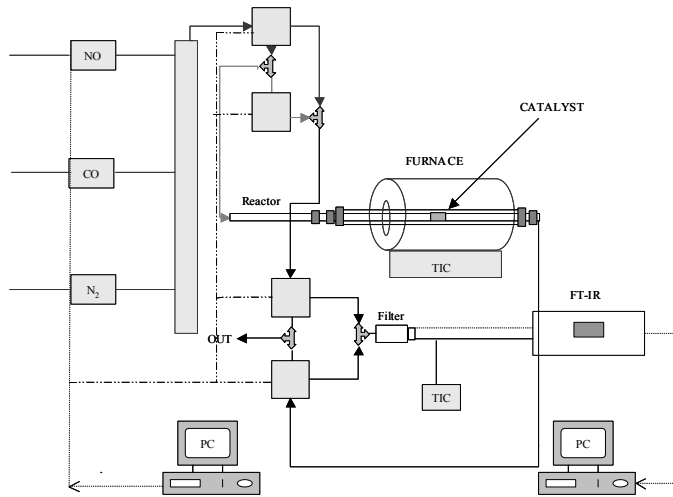 NO
CATALYST
FURNACE
CO
Reactor
TIC
N2
FT-IR
Filter
OUT
TIC
PC
PC